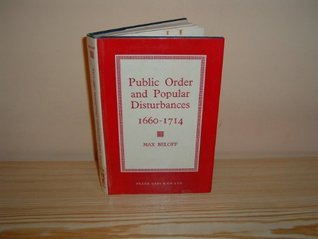 Public Order
and Popular
Disturbances
1660-1714
MAX BELOFF